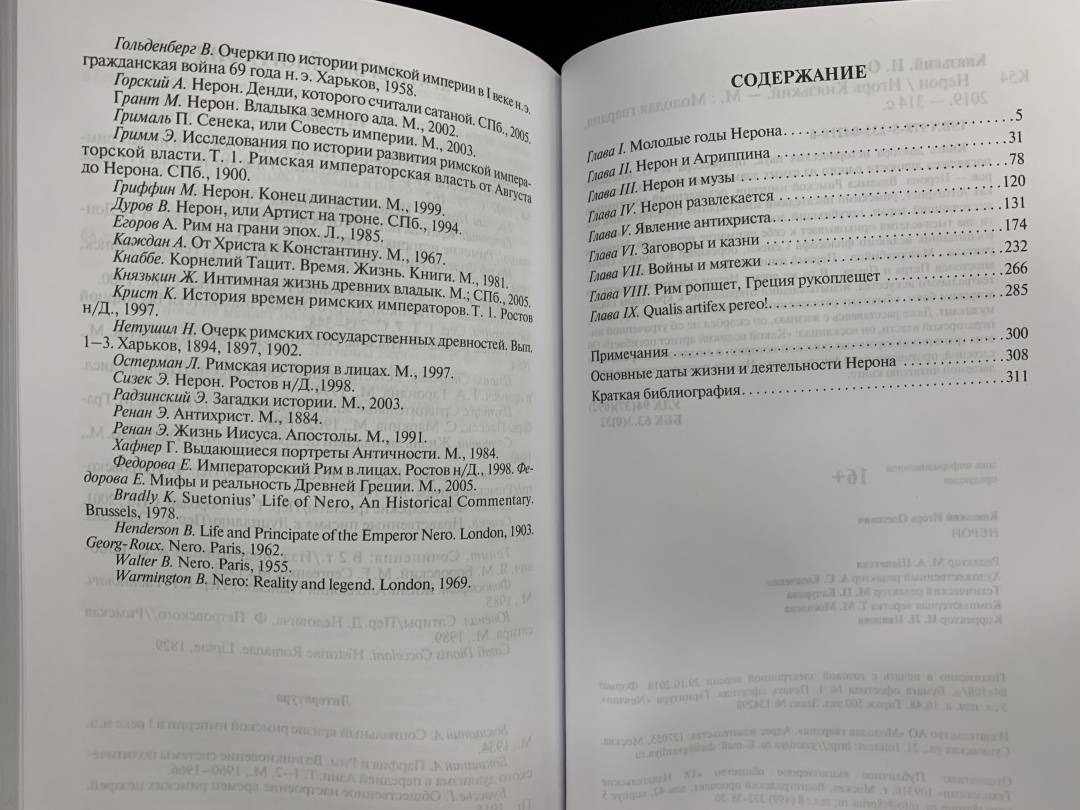 Гольденберг В. Очерки по истории римской империи в I веке н. э.
гражданская война 69 года н. э. Харьков, 1958.
Горский А. Нерон. Денди, которого считали сатаной. СПб., 2005.
Грант М. Нерон. Владыка земного ада. М., 2002.
Грималь П. Сенека, или Совесть империи. М., 2003.
Гримм Э. Исследования по истории развития римской импера-
торской власти. Т. 1. Римская императорская власть от Августа
до Нерона. СПб., 1900.
Гриффин М. Нерон. Конец династии. М., 1999.
Дуров В. Нерон, или Артист на троне. СПб., 1994.
Егоров А. Рим на грани эпох. Л., 1985.
Каждан А. От Христа к Константину. М., 1967.
Кнаббе. Корнелий Тацит. Время. Жизнь. Книги. М., 1981.
Князькин Ж. Интимная жизнь древних владык. М.; СПб., 2005.
Крист К. История времен римских императоров. Т. 1. Ростов
н/Д., 1997.
Нетушил Н. Очерк римских государственных древностей. Вып.
1—3. Харьков, 1894, 1897, 1902.
Остерман Л. Римская история в лицах. М., 1997.
Сизек Э. Нерон. Ростов н/Д.,1998.
Радзинский Э. Загадки истории. М., 2003.
Ренан Э. Антихрист. М., 1884.
Ренан Э. Жизнь Иисуса. Апостолы. М., 1991.
Хафнер Г. Выдающиеся портреты Античности. М., 1984.
Федорова Е. Императорский Рим в лицах. Ростов н/Д., 1998. Фе-
дорова Е. Мифы и реальность Древней Греции. М., 2005.
Bradly K. Suetonius' Life of Nero, An Historical Commentary.
Brussels, 1978.
Henderson B. Life and Principate of the Emperor Nero. London, 1903.
Georg-Roux. Nero. Paris, 1962.
Walter B. Nero. Paris, 1955.
Warmington B. Nero: Reality and legend. London, 1969.
СОДЕРЖАНИЕ
Глава I. Молодые годы Нерона. . . . . . . . . . . . . . . . . . . . . 5
Глава II. Нерон и Агриппина . . . . . . . . . . . . . . . . . . . . . 31
Глава III. Нерон и музы . . . . . . . . . . . . . . . . . . . . . . . . 78
Глава IV. Нерон развлекается . . . . . . . . . . . . . . . . . . . . 120
Глава V. Явление антихриста. . . . . . . . . . . . . . . . . . . . . 131
Глава VI. Заговоры и казни . . . . . . . . . . . . . . . . . . . . . 174
Глава VII. Войны и мятежи . . . . . . . . . . . . . . . . . . . . . 232
Глава VIII. Рим ропщет, Греция рукоплещет . . . . . . . . . . 266
Глава IX. Qualis artifex pereo!. . . . . . . . . . . . . . . . . . . . 285
Примечания . . . . . . . . . . . . . . . . . . . . . . . . . . . . . . . 300
Основные даты жизни и деятельности Нерона . . . . . . . . 308
Краткая библиография. . . . . . . . . . . . . . . . . . . . . . . . 311